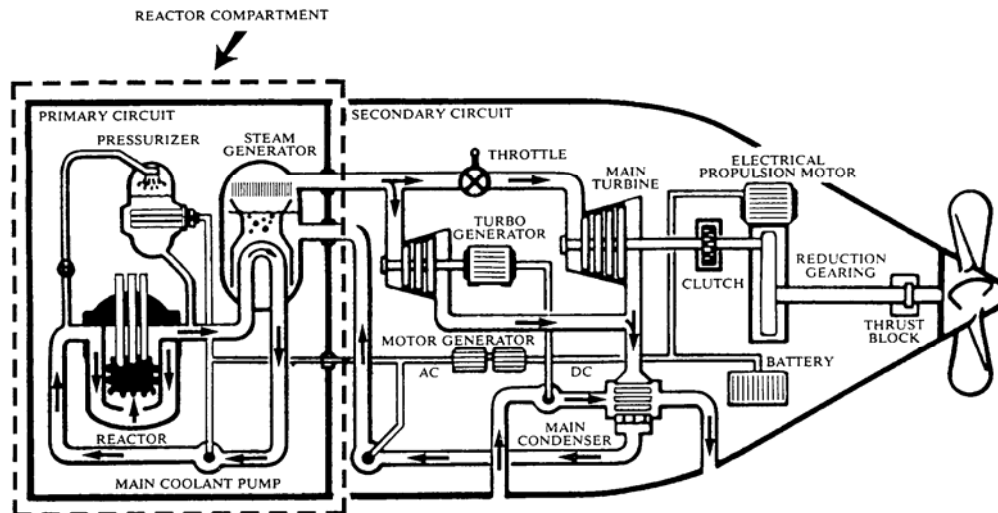 REACTOR COMPARTMENT
PRIMARY CIRCUIT
SECONDARY CIRCUIT
PRESSURIZER
STEAM
GENERATOR
THROTTLE
MAIN
TURBINE
ELECTRICAL
PROPULSION MOTOR
TURBO
GENERATOR
CLUTCH
REDUCTION
GEARING
THRUST
BLOCK
MOTOR GENERATOR
AC
DC
BATTERY
REACTOR
MAIN
CONDENSER
MAIN COOLANT PUMP